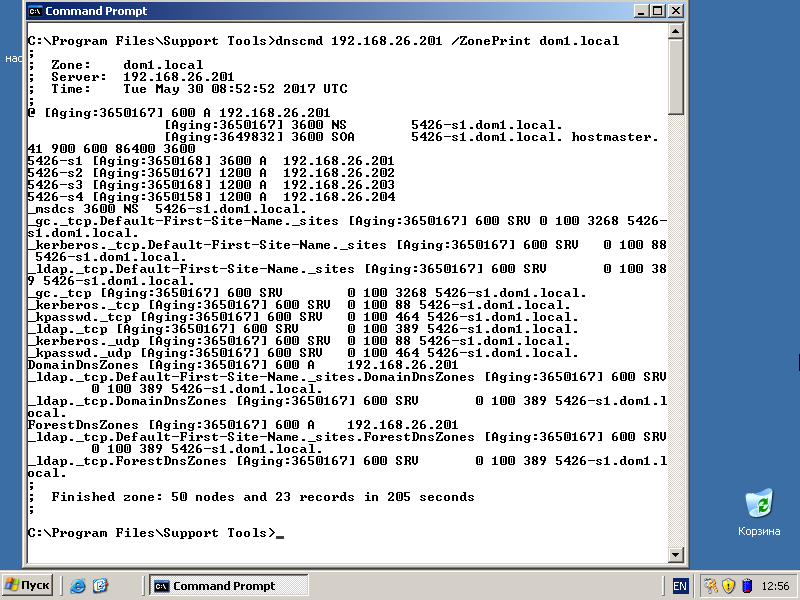 Command Prompt
C:\Program Files\Support Tools>dnscmd 192.168.26.201 /ZonePrint dom1.local
;
;  Zone:    dom1.local
;  Server:  192.168.26.201
;  Time:    Tue May 30 08:52:52 2017 UTC
;
@ [Aging:3650167] 600 A 192.168.26.201
[Aging:3650167] 3600 NS        5426-s1.dom1.local.
[Aging:3649832] 3600 SOA       5426-s1.dom1.local. hostmaster.
41 900 600 86400 3600
5426-s1 [Aging:3650168] 3600 A  192.168.26.201
5426-s2 [Aging:3650167] 1200 A  192.168.26.202
5426-s3 [Aging:3650168] 1200 A  192.168.26.203
5426-s4 [Aging:3650158] 1200 A  192.168.26.204
_msdcs 3600 NS  5426-s1.dom1.local.
_gc._tcp.Default-First-Site-Name._sites [Aging:3650167] 600 SRV 0 100 3268 5426-
s1.dom1.local.
_kerberos._tcp.Default-First-Site-Name._sites [Aging:3650167] 600 SRV   0 100 88
5426-s1.dom1.local.
_ldap._tcp.Default-First-Site-Name._sites [Aging:3650167] 600 SRV       0 100 38
9 5426-s1.dom1.local.
_gc._tcp [Aging:3650167] 600 SRV        0 100 3268 5426-s1.dom1.local.
_kerberos._tcp [Aging:3650167] 600 SRV  0 100 88 5426-s1.dom1.local.
_kpasswd._tcp [Aging:3650167] 600 SRV   0 100 464 5426-s1.dom1.local.
_ldap._tcp [Aging:3650167] 600 SRV      0 100 389 5426-s1.dom1.local.
_kerberos._udp [Aging:3650167] 600 SRV  0 100 88 5426-s1.dom1.local.
_kpasswd._udp [Aging:3650167] 600 SRV   0 100 464 5426-s1.dom1.local.
DomainDnsZones [Aging:3650167] 600 A    192.168.26.201
_ldap._tcp.Default-First-Site-Name._sites.DomainDnsZones [Aging:3650167] 600 SRV
0 100 389 5426-s1.dom1.local.
_ldap._tcp.DomainDnsZones [Aging:3650167] 600 SRV       0 100 389 5426-s1.dom1.l
ocal.
ForestDnsZones [Aging:3650167] 600 A    192.168.26.201
_ldap._tcp.Default-First-Site-Name._sites.ForestDnsZones [Aging:3650167] 600 SRV
0 100 389 5426-s1.dom1.local.
_ldap._tcp.ForestDnsZones [Aging:3650167] 600 SRV       0 100 389 5426-s1.dom1.l
ocal.
;
;  Finished zone: 50 nodes and 23 records in 205 seconds
;
C:\Program Files\Support Tools>_
нас
Корзина
Пуск
Command Prompt
EN
12:56